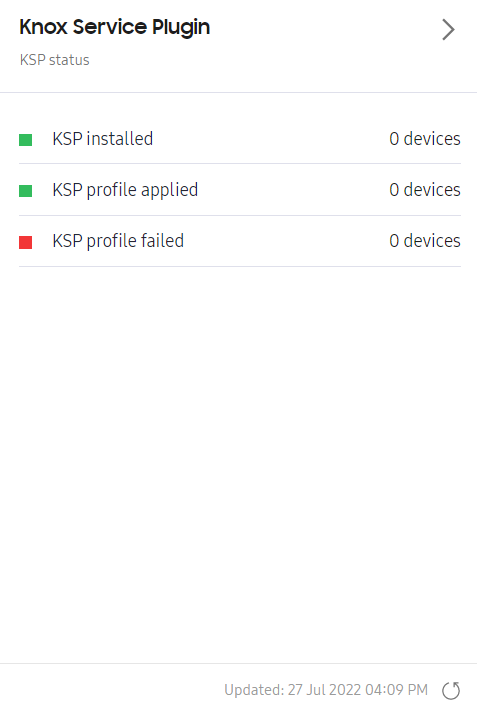 Knox Service Plugin
KSP status
KSP installed 0 devices
KSP profile applied 0 devices
KSP profile failed 0 devices
Updated: 27 Jul 2022 04:09 PM